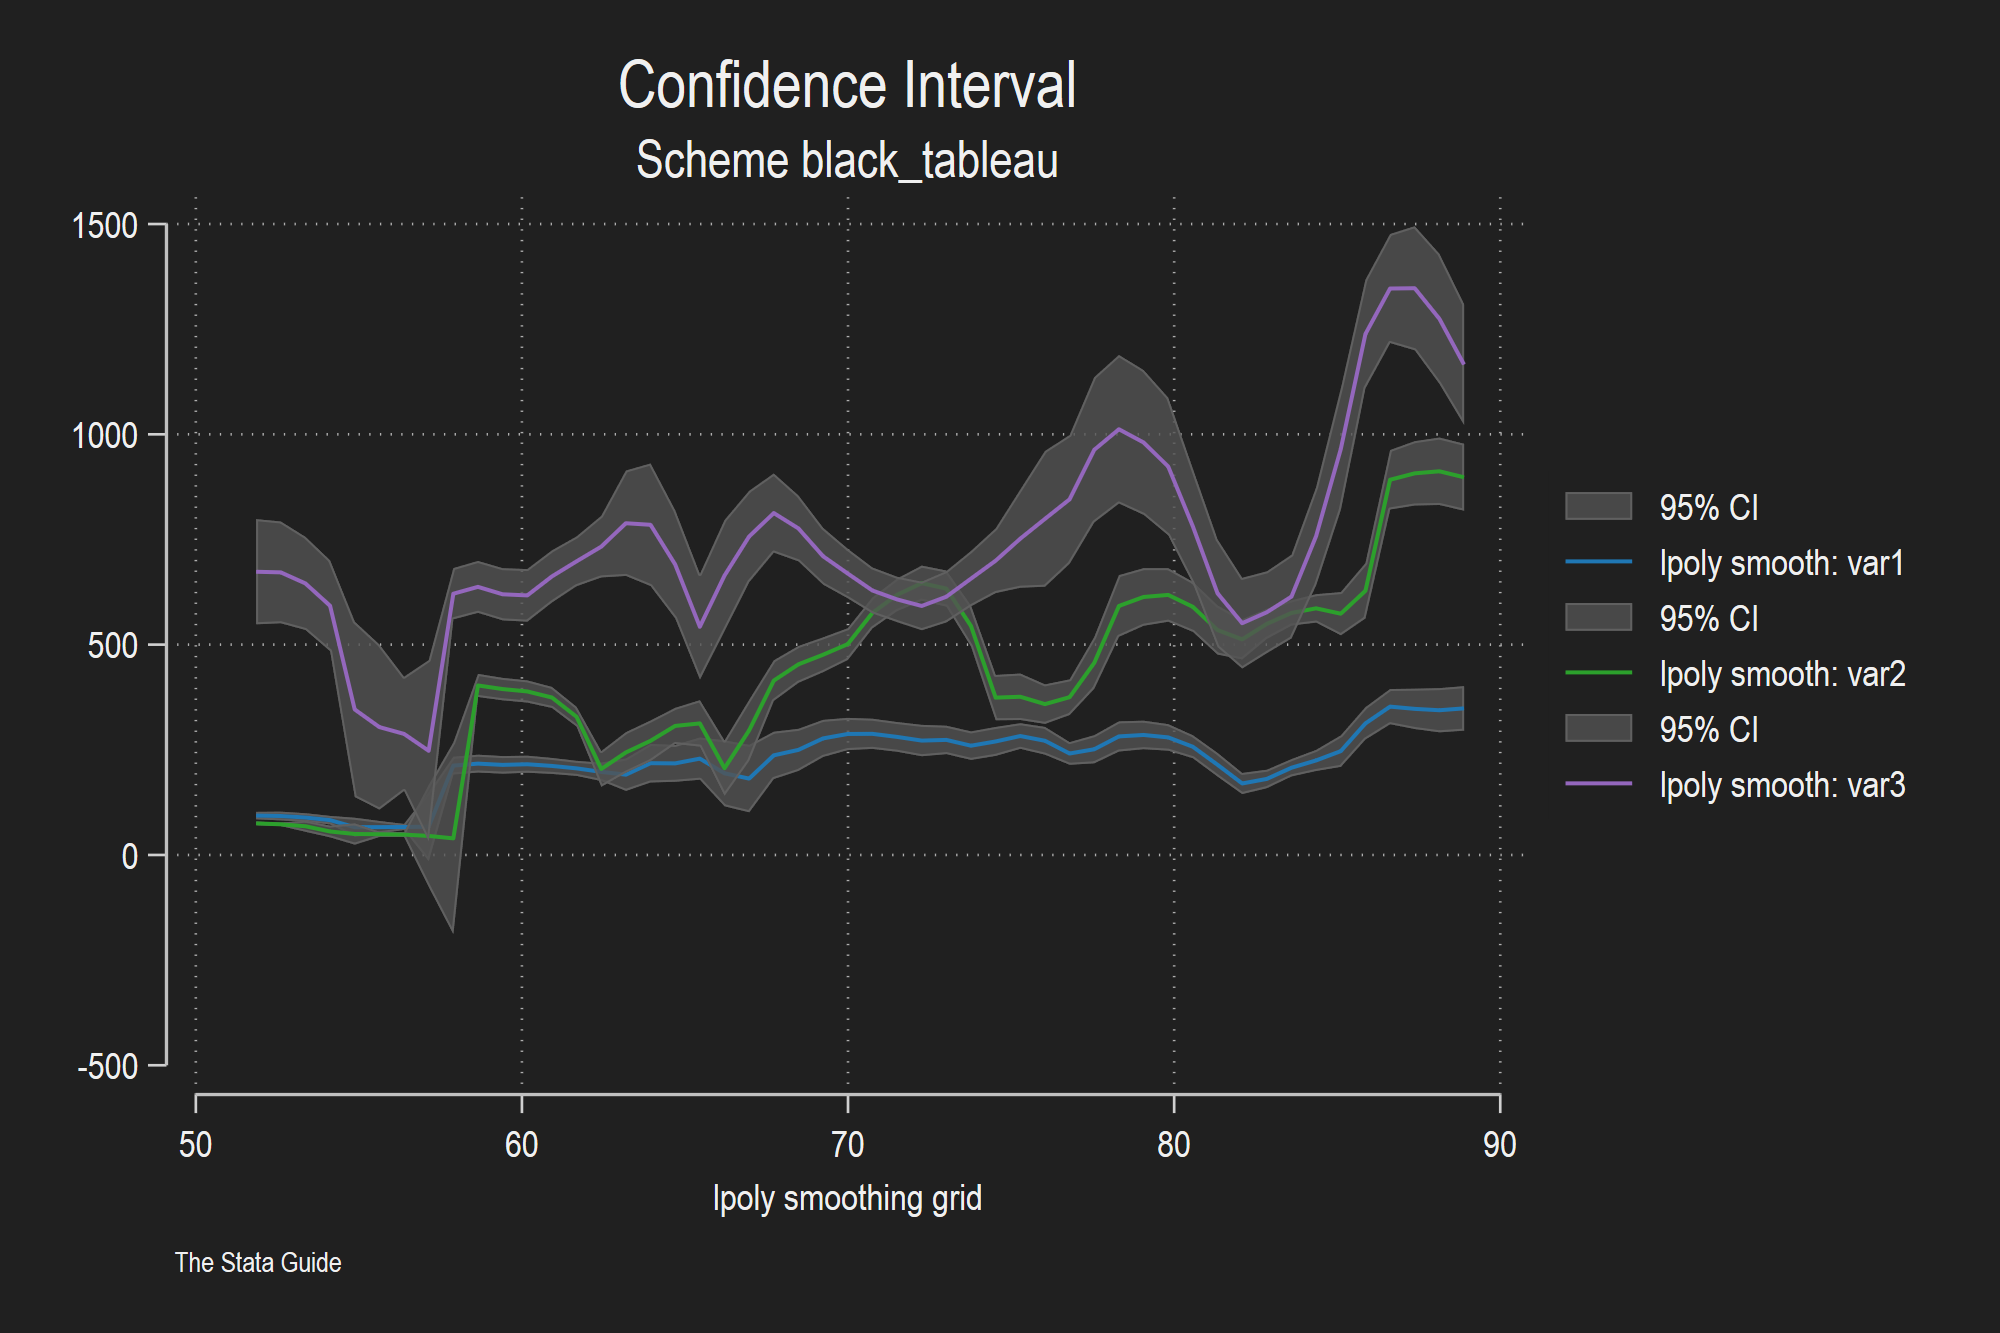 Confidence Interval
Scheme black_tableau
1500
1000
500
0
-500
50 60 70 80 90
lpoly smoothing grid
95% CI
lpoly smooth: var1
95% CI
lpoly smooth: var2
95% CI
lpoly smooth: var3
The Stata Guide